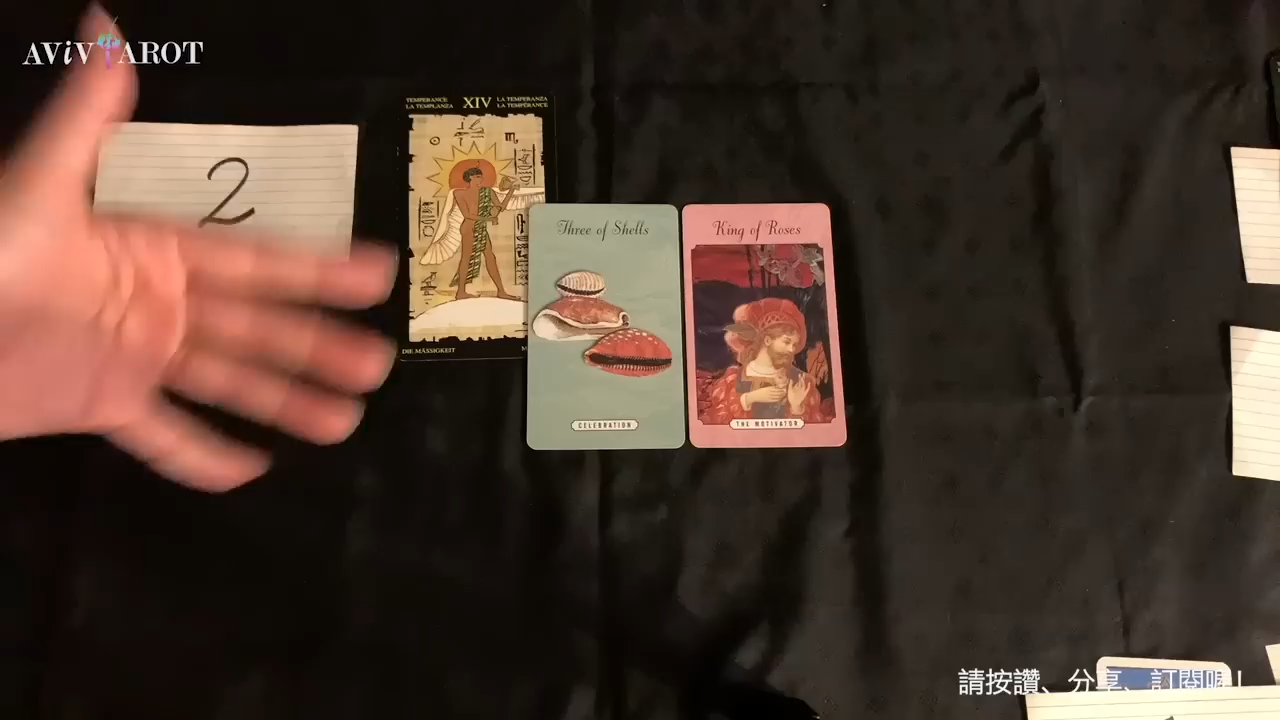 AViV TAROT
2
TEMPERANCE
LA TEMPLANZA
XIV
LA TEMPERANZA
LA TEMPÉRANCE
DIE MÄSSIGKEIT
Three of Shells
CELEBRATION
King of Roses
THE MOTIVATOR
請按讚、分享、訂閱喔!